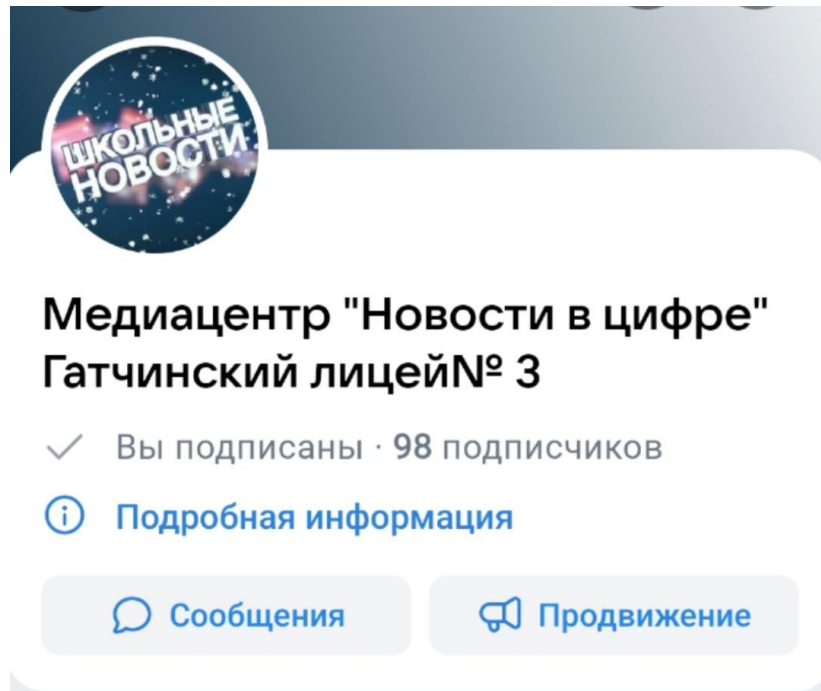 ШКОЛЬНЫЕ
НОВОСТИ
Медиацентр "Новости в цифре"
Гатчинский лицей№ 3
Вы подписаны · 98 подписчиков
Подробная информация
Сообщения
Продвижение